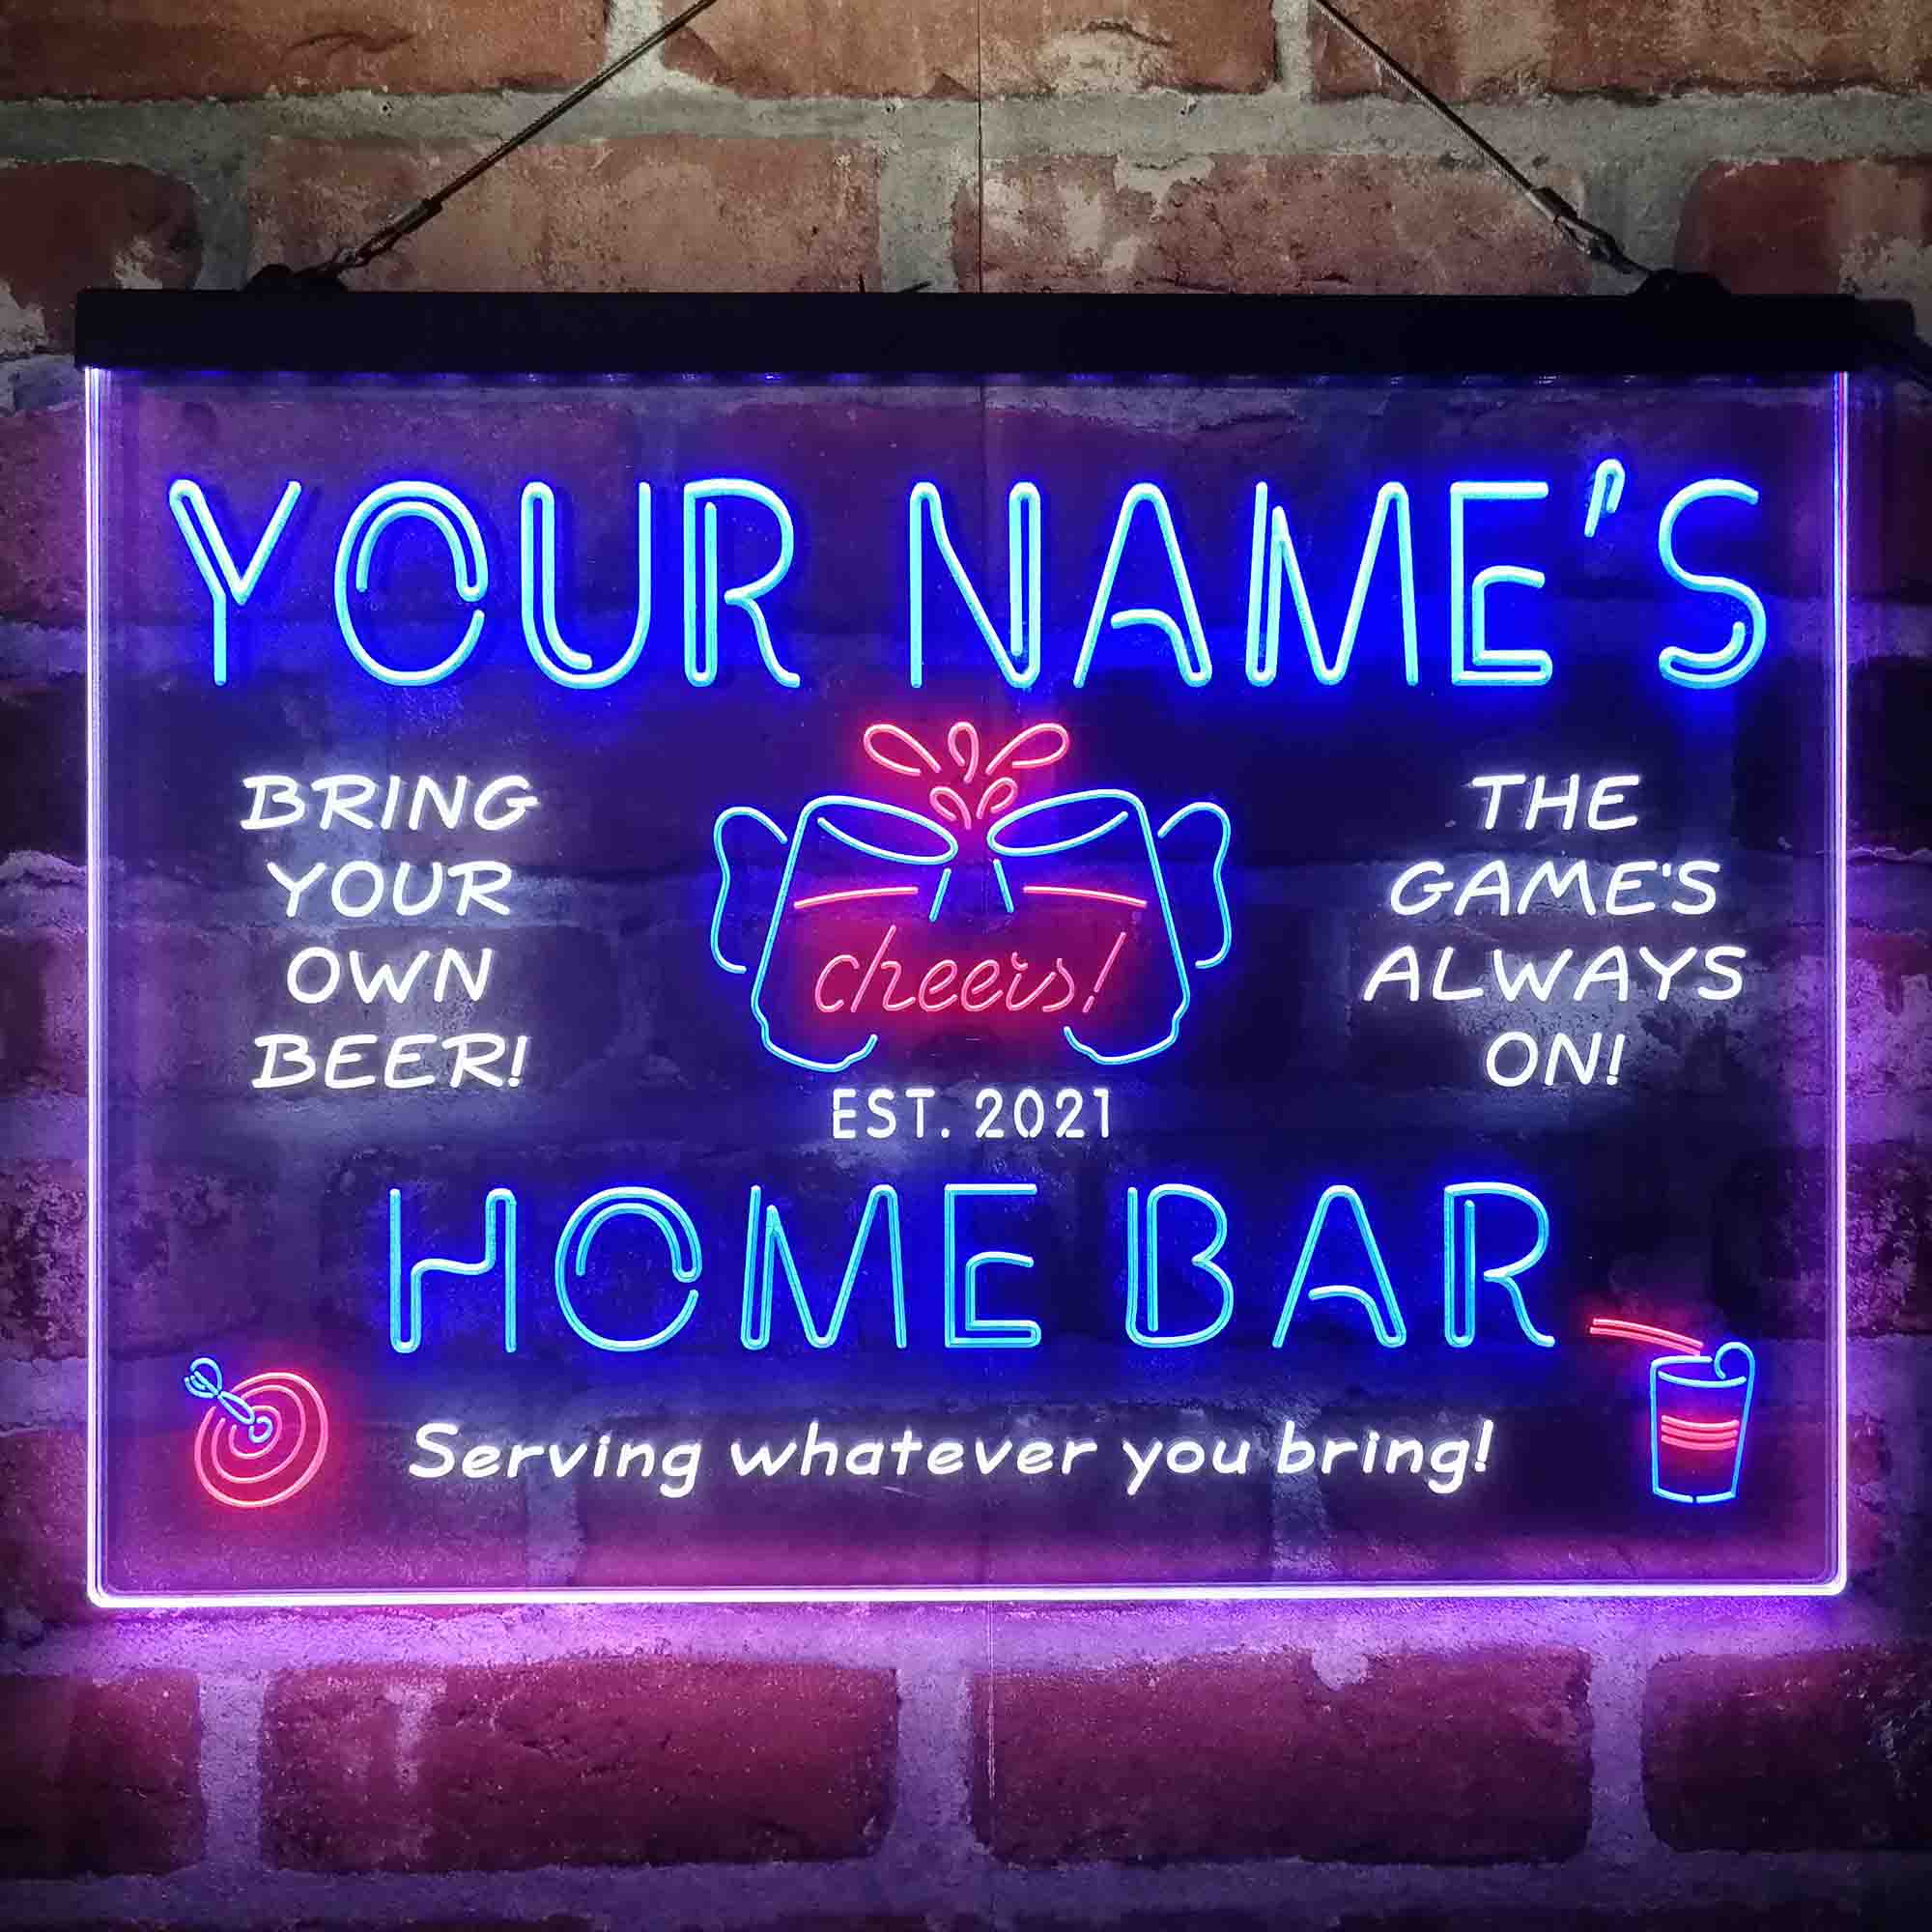 YOUR NAME'S
BRING
YOUR
OWN
BEER!
cheers!
EST. 2021
THE
GAME'S
ALWAYS
ON!
HOME BAR
Serving whatever you bring!